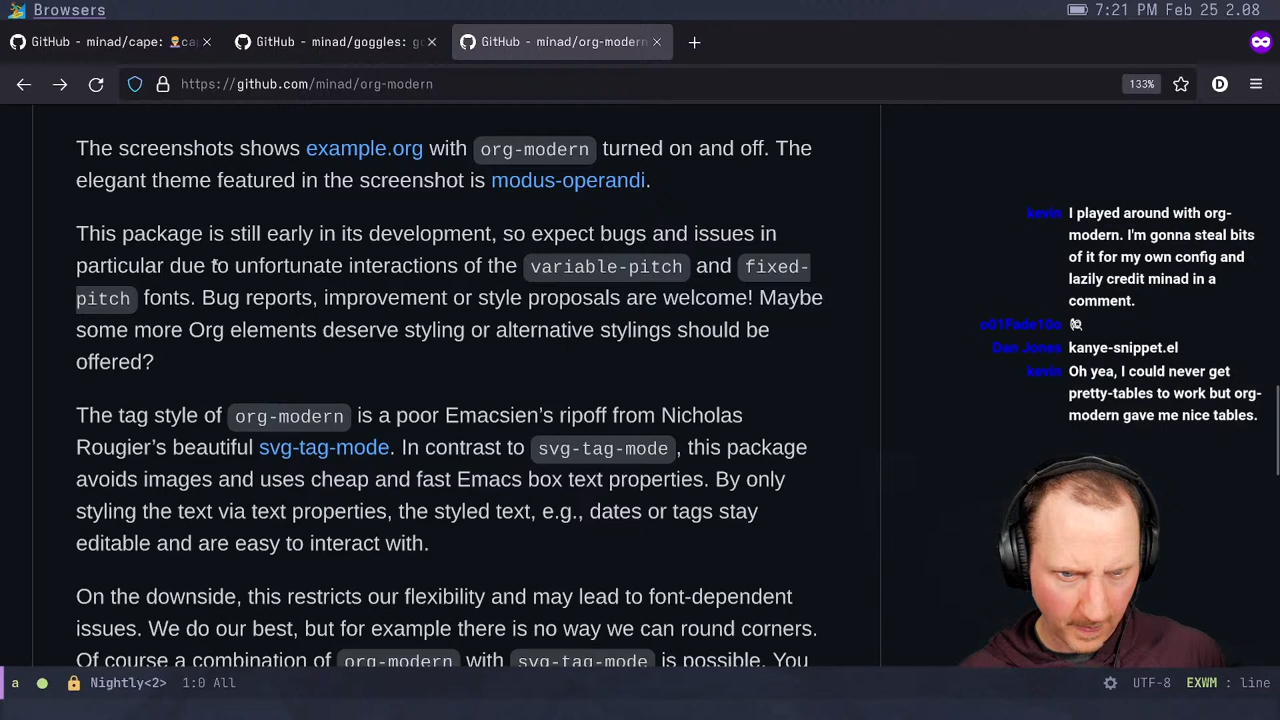 Browsers
7:21 PM Feb 25 2.08
GitHub - minad/cape: ca
GitHub - minad/goggles: g
GitHub - minad/org-modern
https://github.com/minad/org-modern
133%
D
The screenshots shows example.org with org-modern turned on and off. The
elegant theme featured in the screenshot is modus-operandi.
This package is still early in its development, so expect bugs and issues in
particular due to unfortunate interactions of the variable-pitch and fixed-
pitch fonts. Bug reports, improvement or style proposals are welcome! Maybe
some more Org elements deserve styling or alternative stylings should be
offered?
The tag style of org-modern is a poor Emacsien’s ripoff from Nicholas
Rougier’s beautiful svg-tag-mode. In contrast to svg-tag-mode, this package
avoids images and uses cheap and fast Emacs box text properties. By only
styling the text via text properties, the styled text, e.g., dates or tags stay
editable and are easy to interact with.
On the downside, this restricts our flexibility and may lead to font-dependent
issues. We do our best, but for example there is no way we can round corners.
Of course a combination of org-modern with svg-tag-mode is possible. You
kevin I played around with org-
modern. I'm gonna steal bits
of it for my own config and
lazily credit minad in a
comment.
c01Fade10o
Dan Jones kanye-snippet.el
kevin Oh yea, I could never get
pretty-tables to work but org-
modern gave me nice tables.
a Nightly<2> 1:0 All
UTF-8 EXWM : line